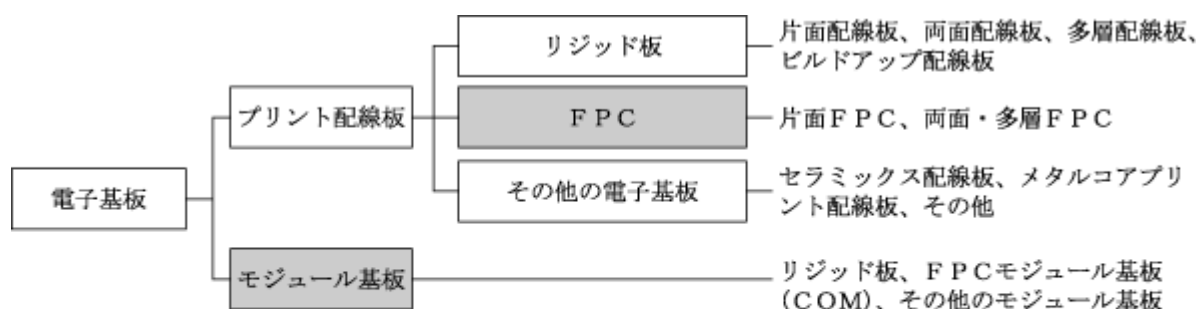 電子基板
プリント配線板
モジュール基板
リジッド板
ＦＰＣ
その他の電子基板
片面配線板、両面配線板、多層配線板、
ビルドアップ配線板
片面ＦＰＣ、両面・多層ＦＰＣ
セラミックス配線板、メタルコアプリ
ント配線板、その他
リジッド板、ＦＰＣモジュール基板
(ＣＯＭ)、その他のモジュール基板